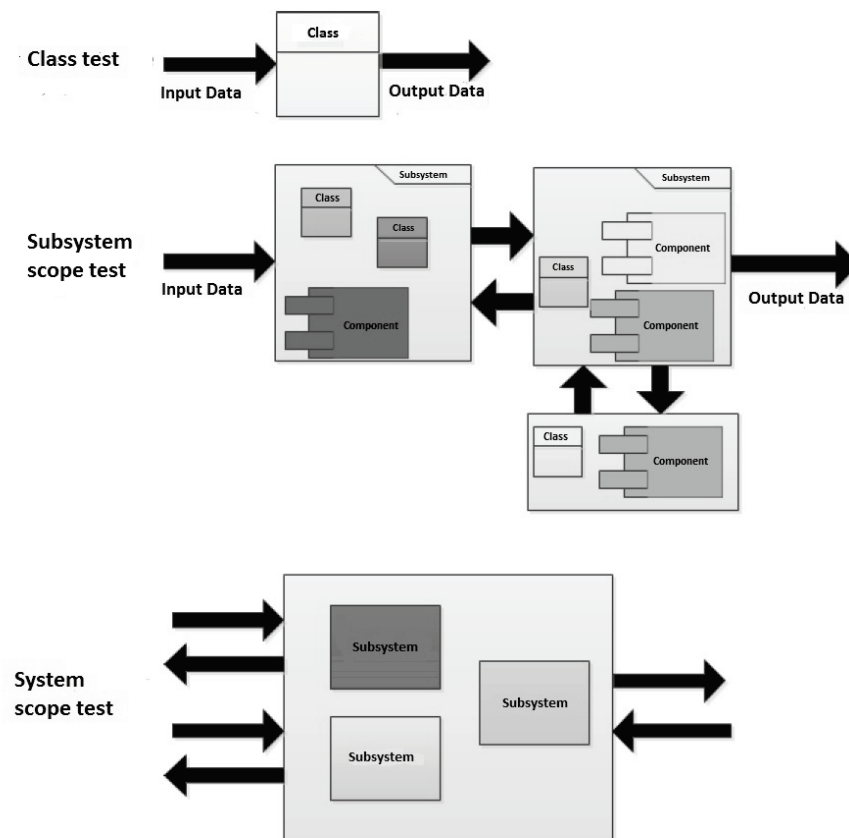 Class
Class test
Input Data
Output Data
Subsystem
Subsystem
Class
Class
Component
Subsystem
scope test
Input Data
Class
Component
Component
Output Data
Class
Component
Subsystem
Subsystem
System
scope test
Subsystem